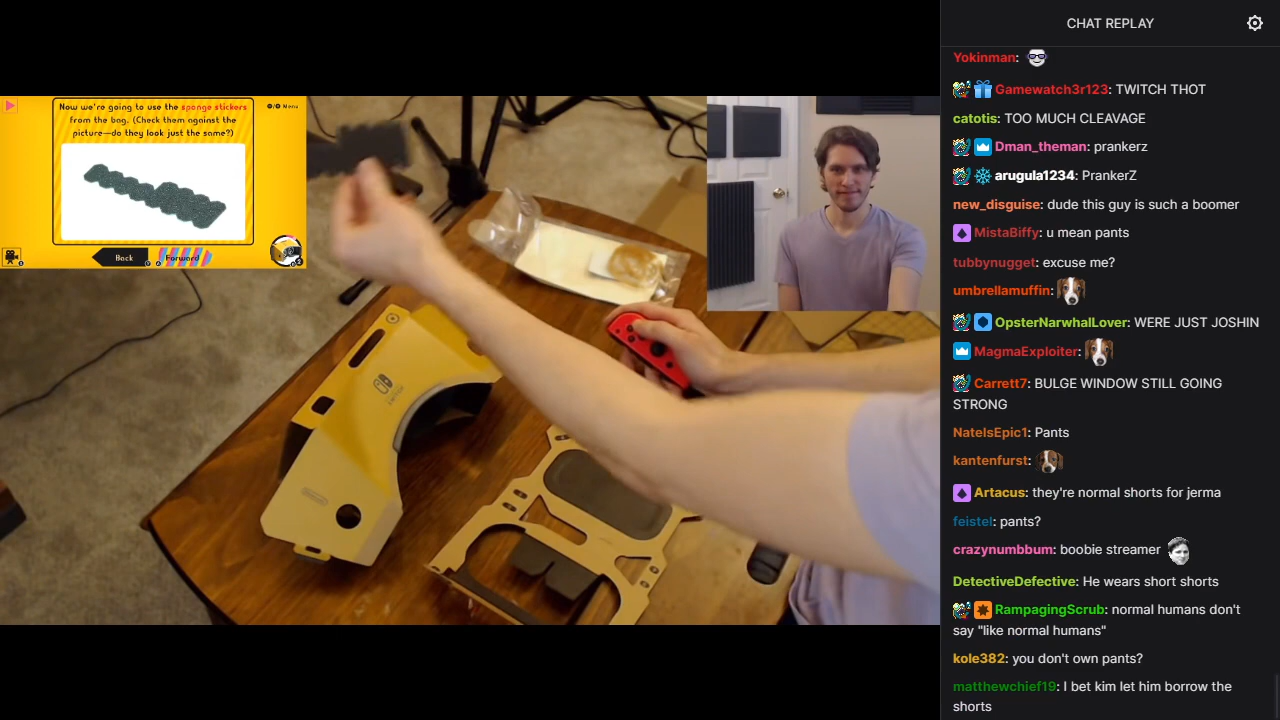 CHAT REPLAY
Now we're going to use the sponge stickers
from the bag. (Check them against the
picture—do they look just the same?)
Menu
Back
Forward
Nintendo
SWITCH
Yokinman:
Gamewatch3r123: TWITCH THOT
catotis: TOO MUCH CLEAVAGE
Dman_theman: prankerz
arugula1234: PrankerZ
new_disguise: dude this guy is such a boomer
MistaBiffy: u mean pants
tubbynugget: excuse me?
umbrellamuffin:
OpsterNarwhalLover: WERE JUST JOSHIN
MagmaExploiter:
Carrett7: BULGE WINDOW STILL GOING
STRONG
NateIsEpic1: Pants
kantenfurst:
Artacus: they're normal shorts for jerma
feistel: pants?
crazynumbbum: boobie streamer
DetectiveDefective: He wears short shorts
RampagingScrub: normal humans don't
say "like normal humans"
kole382: you don't own pants?
matthewchief19: I bet kim let him borrow the
shorts